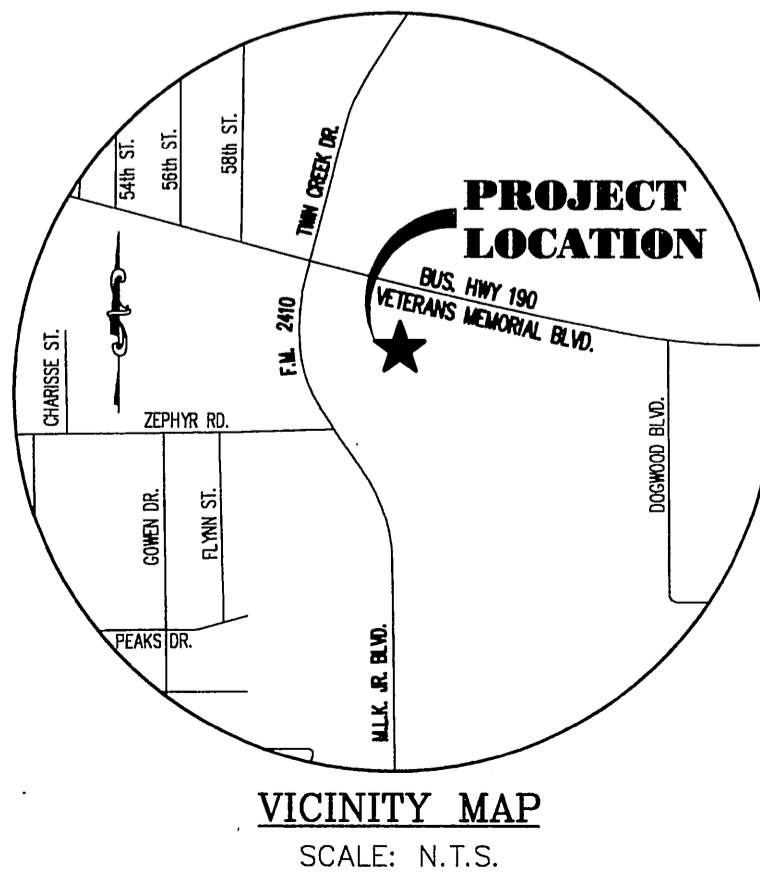 54th ST.
56th ST.
58th ST.
TWIN CREEK DR.
PROJECT
LOCATION
BUS. HWY 190
VETERANS MEMORIAL BLVD.
F.M. 2410
CHARISSE ST.
ZEPHYR RD.
GOWEN DR.
FLYNN ST.
DOGWOOD BLVD.
PEAKS DR.
M.L.K. JR. BLVD.
VICINITY MAP
SCALE: N.T.S.